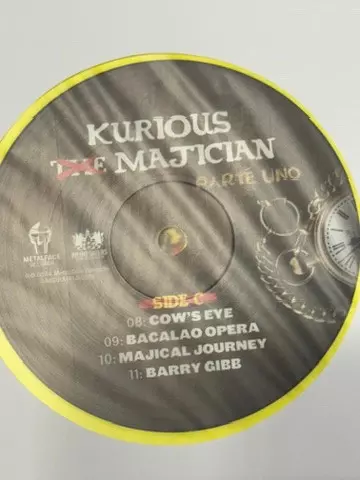 KURIOUS
THE MAJICIAN
PARTE UNO
METALFACE
RECORDS
SIDE C
08: COW'S EYE
09: BACALAO OPERA
10: MAJICAL JOURNEY
11: BARRY GIBB